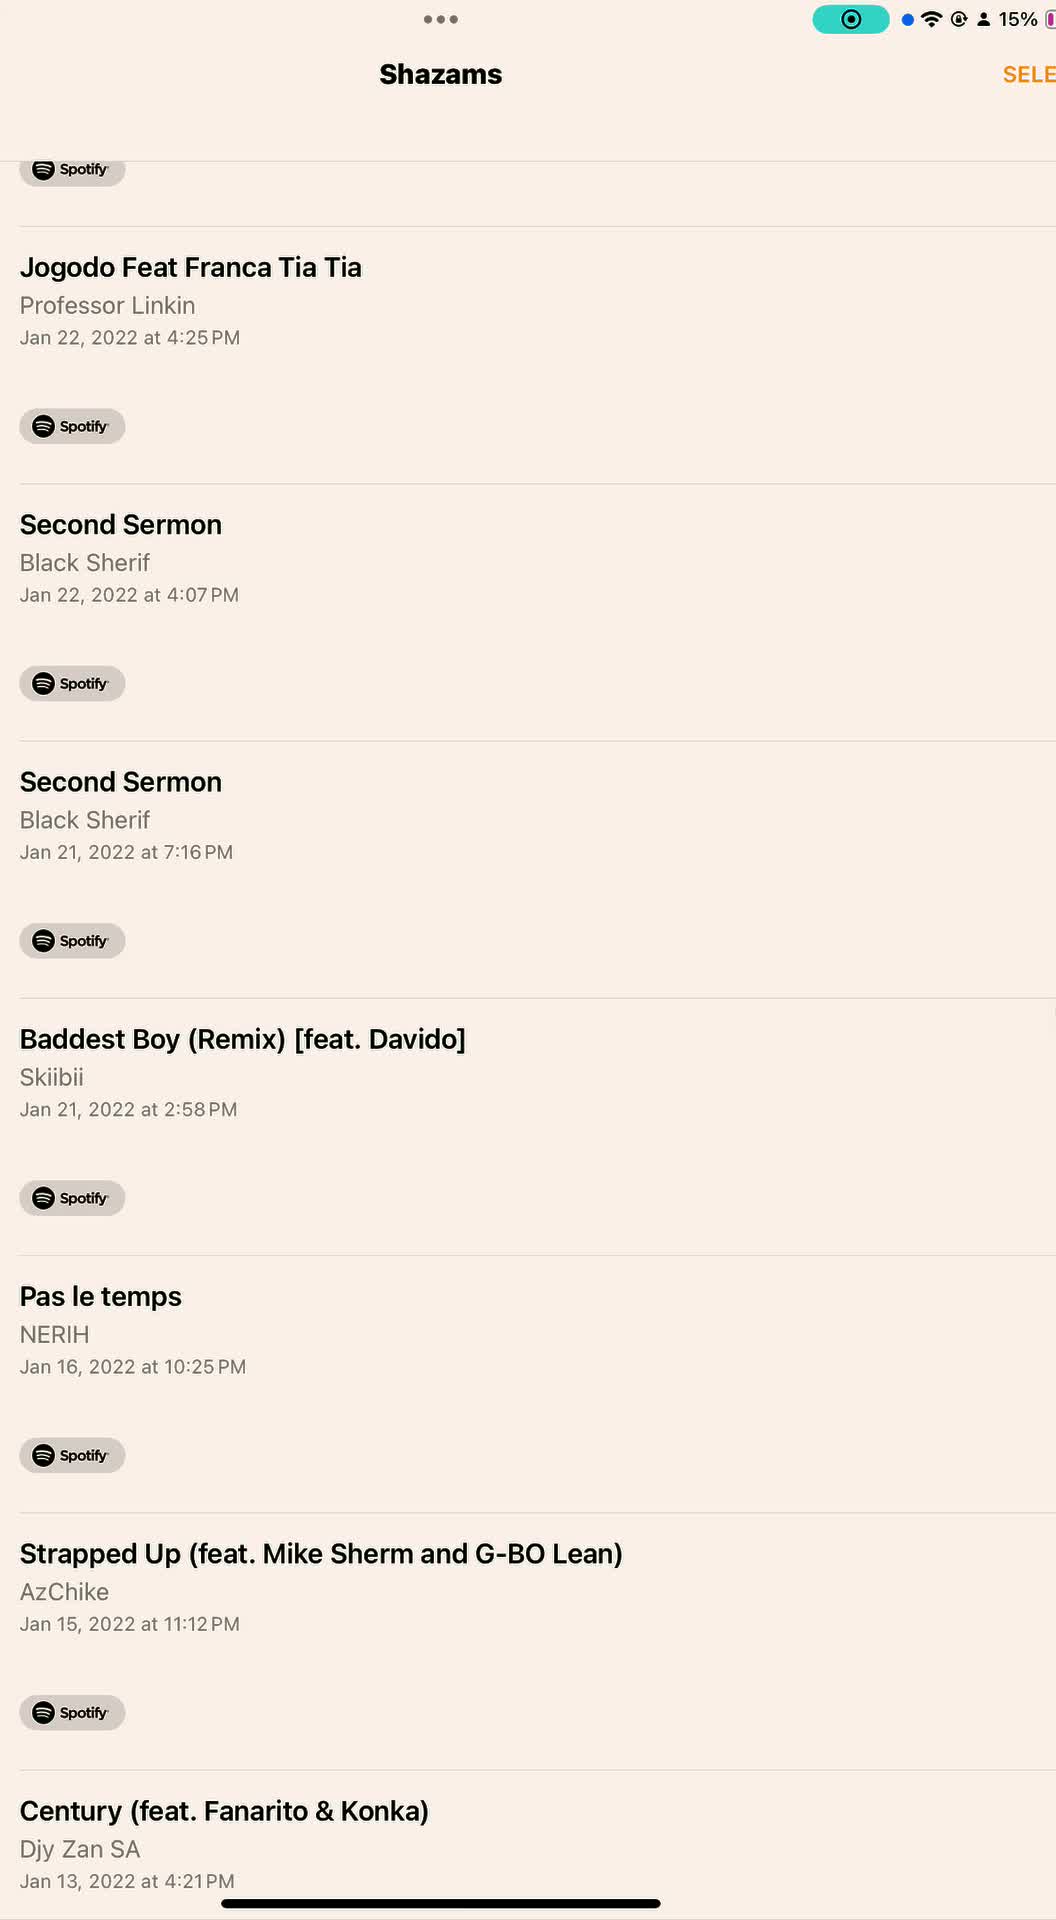 15%
Shazams
SELE
Spotify
Jogodo Feat Franca Tia Tia
Professor Linkin
Jan 22, 2022 at 4:25 PM
Spotify
Second Sermon
Black Sherif
Jan 22, 2022 at 4:07 PM
Spotify
Second Sermon
Black Sherif
Jan 21, 2022 at 7:16 PM
Spotify
Baddest Boy (Remix) [feat. Davido]
Skiibii
Jan 21, 2022 at 2:58 PM
Spotify
Pas le temps
NERIH
Jan 16, 2022 at 10:25 PM
Spotify
Strapped Up (feat. Mike Sherm and G-BO Lean)
AzChike
Jan 15, 2022 at 11:12 PM
Spotify
Century (feat. Fanarito & Konka)
Djy Zan SA
Jan 13, 2022 at 4:21 PM